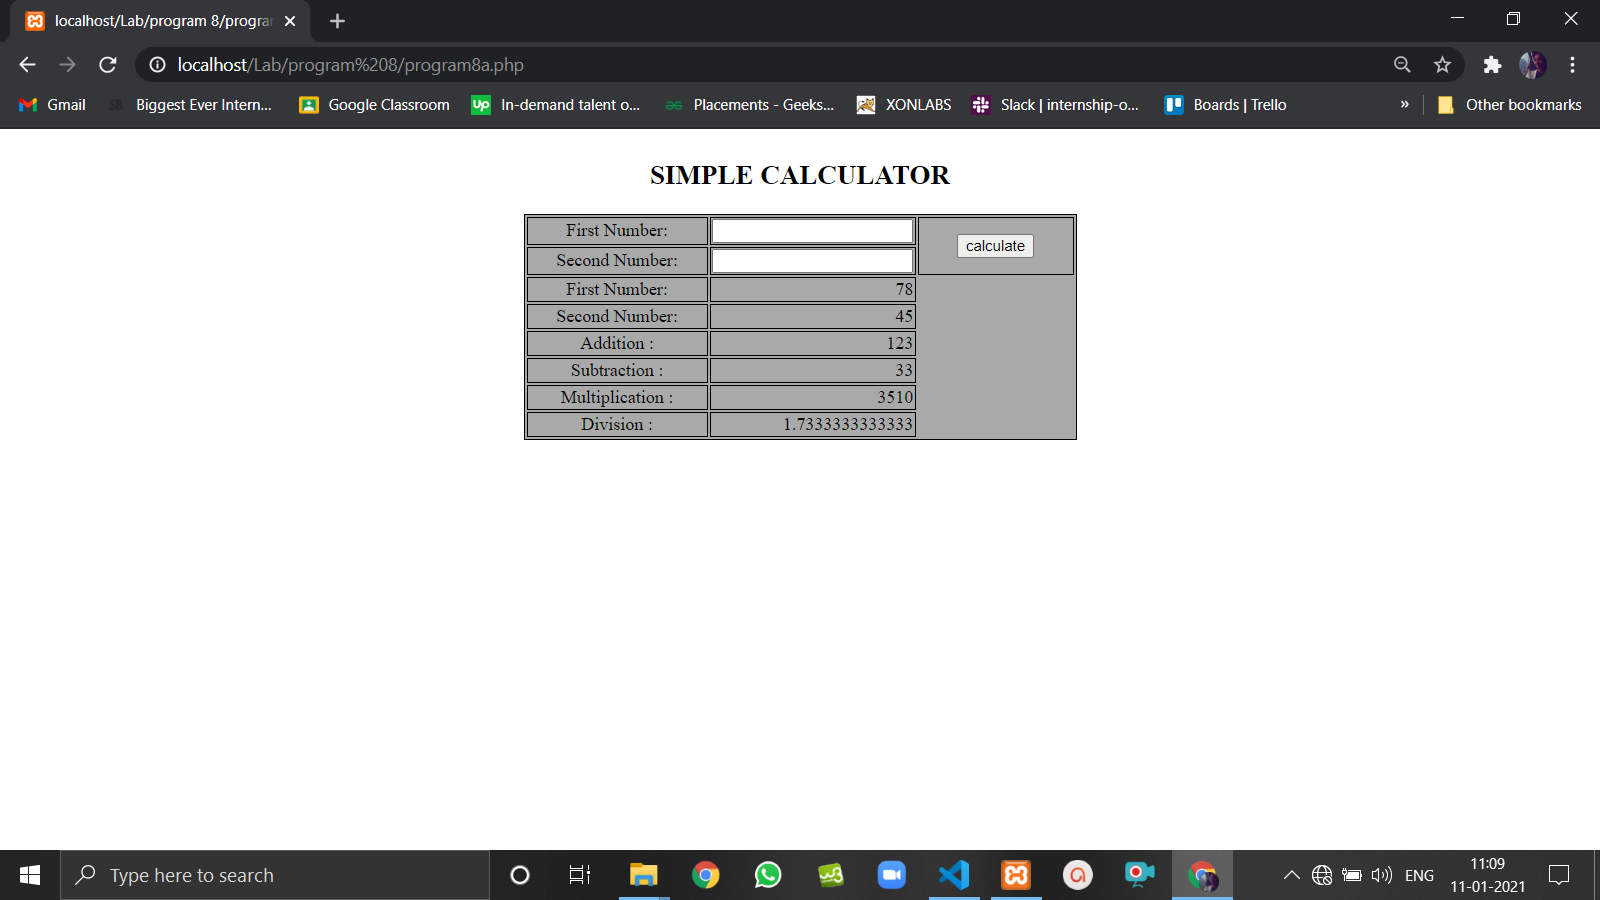 localhost/Lab/program 8/progra
localhost/Lab/program%208/program8a.php
Gmail
SB Biggest Ever Intern...
Google Classroom
Up In-demand talent o...
Placements - Geeks...
XONLABS
Slack | internship-o...
Boards | Trello
»
Other bookmarks
SIMPLE CALCULATOR
First Number:
calculate
Second Number:
First Number: 78
Second Number: 45
Addition : 123
Subtraction : 33
Multiplication : 3510
Division : 1.7333333333333
Type here to search
w3
ENG
11:09
11-01-2021